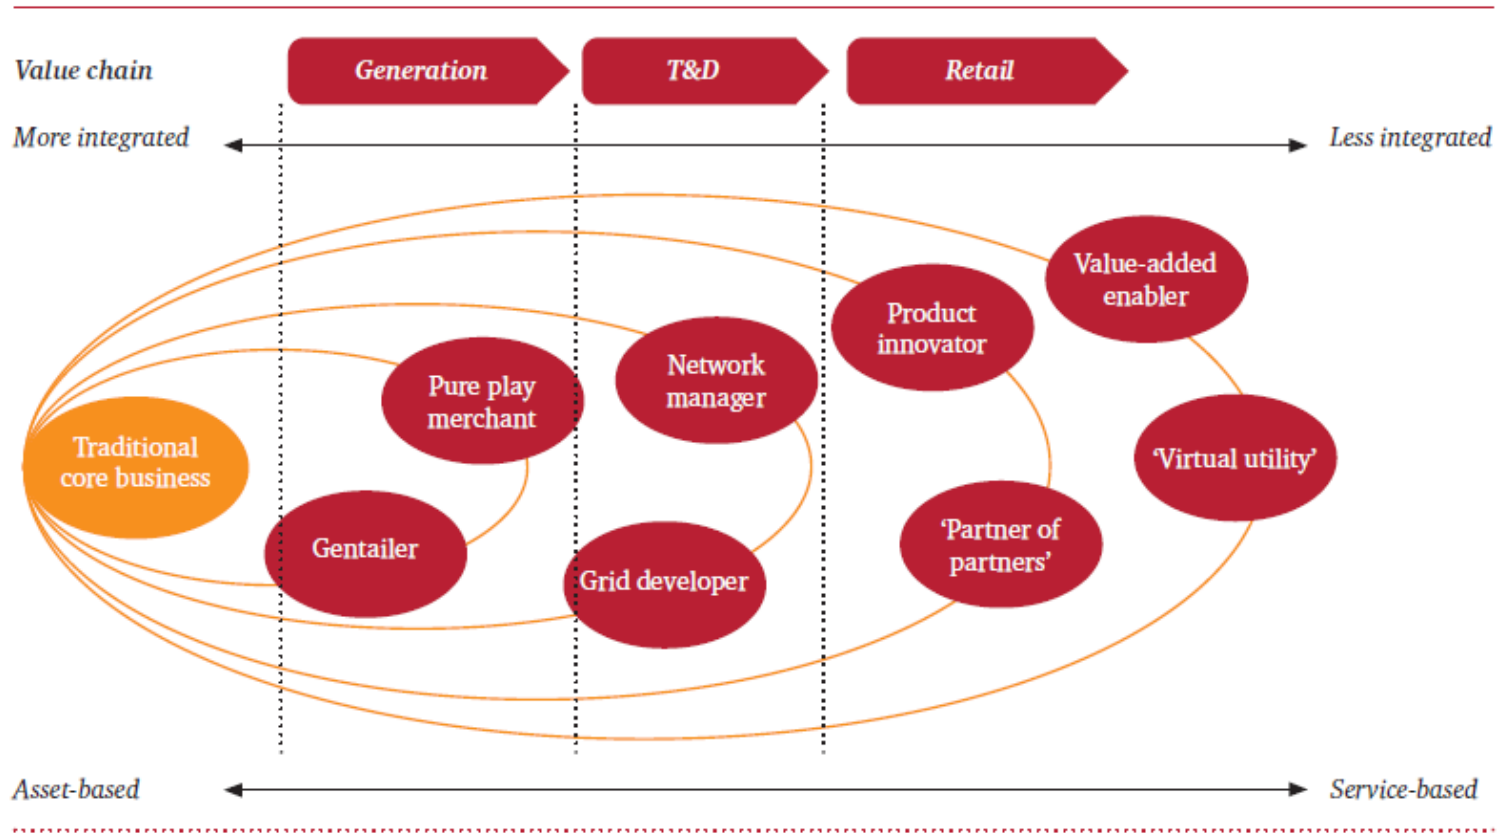 Value chain
Generation
T&D
Retail
More integrated
Less integrated
Value-added
enabler
Product
innovator
Network
manager
Pure play
merchant
Traditional
core business
‘Virtual utility’
Gentailer
‘Partner of
partners’
Grid developer
Asset-based
Service-based